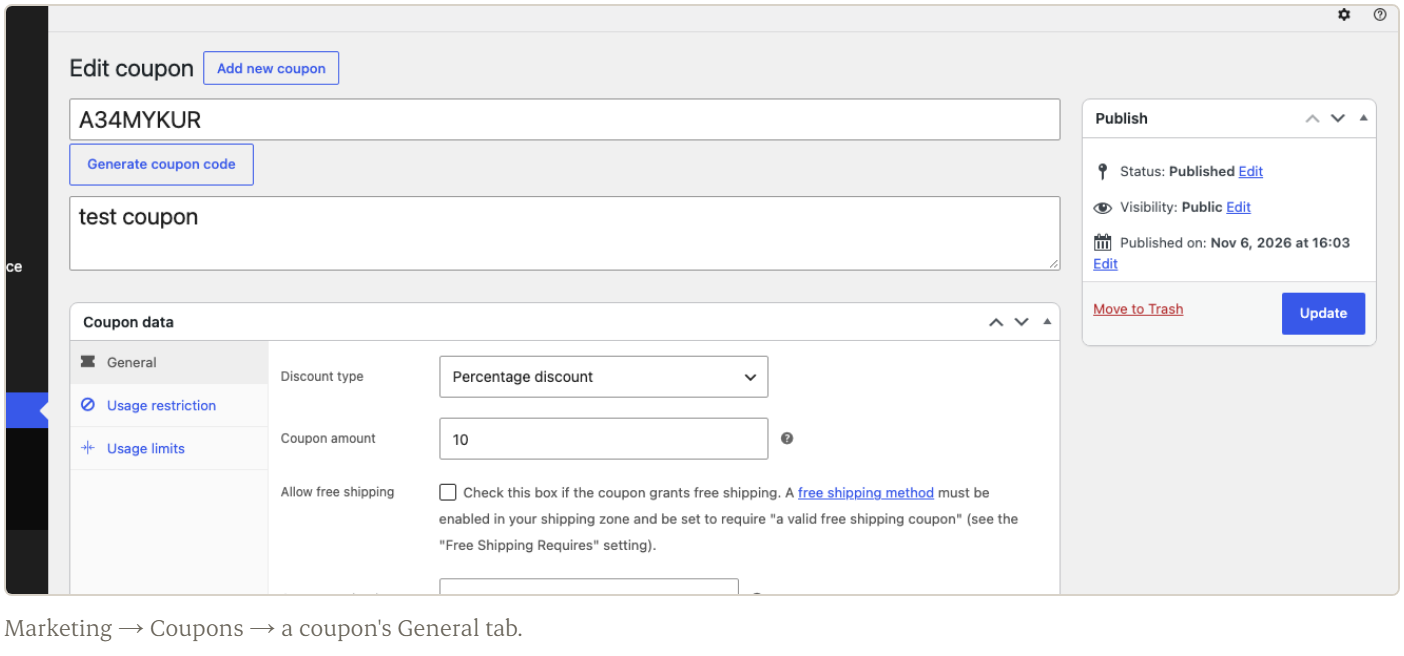 Edit coupon
Add new coupon
A34MYKUR
Generate coupon code
test coupon
ce
Publish
Status: Published Edit
Visibility: Public Edit
Published on: Nov 6, 2026 at 16:03
Edit
Move to Trash
Update
Coupon data
General
Usage restriction
Usage limits
Discount type
Percentage discount
Coupon amount
10
Allow free shipping
Check this box if the coupon grants free shipping. A free shipping method must be
enabled in your shipping zone and be set to require "a valid free shipping coupon" (see the
"Free Shipping Requires" setting).
Marketing → Coupons → a coupon's General tab.